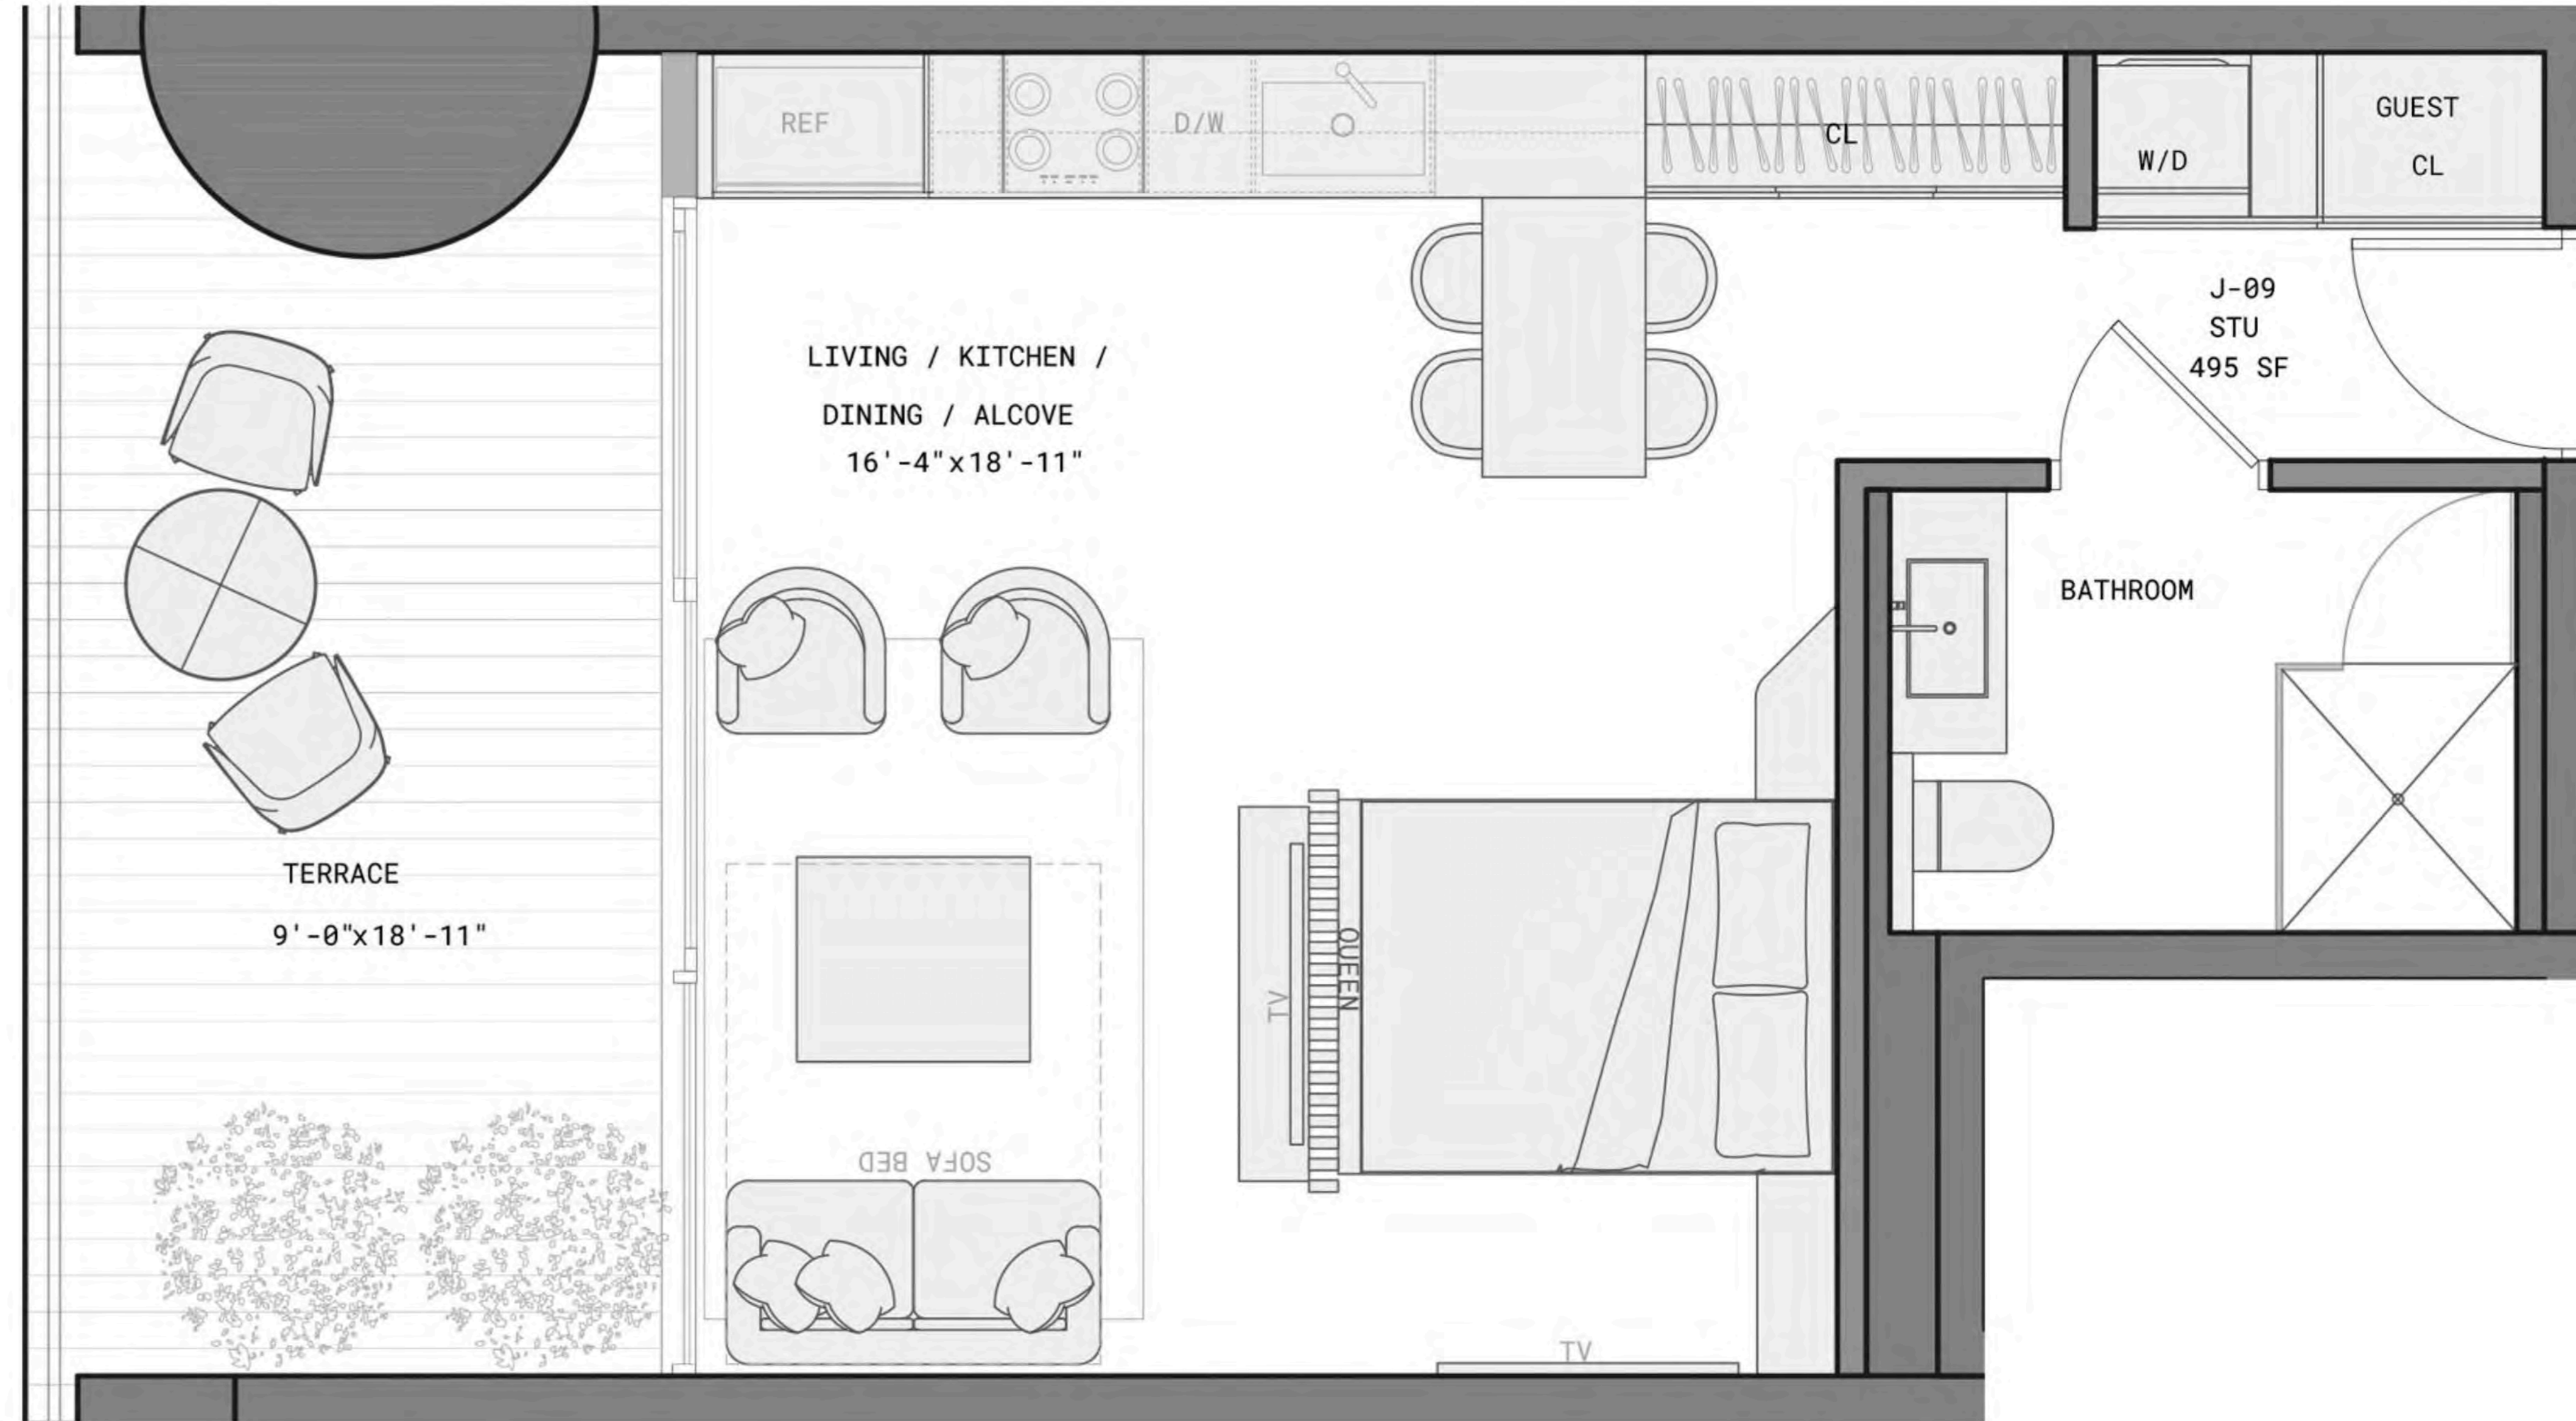 REF
D/W
CL
W/D
GUEST
CL
J-09
STU
495 SF
LIVING / KITCHEN /
DINING / ALCOVE
16'-4"x18'-11"
BATHROOM
TERRACE
9'-0"x18'-11"
QUEEN
TV
SOFA BED
TV